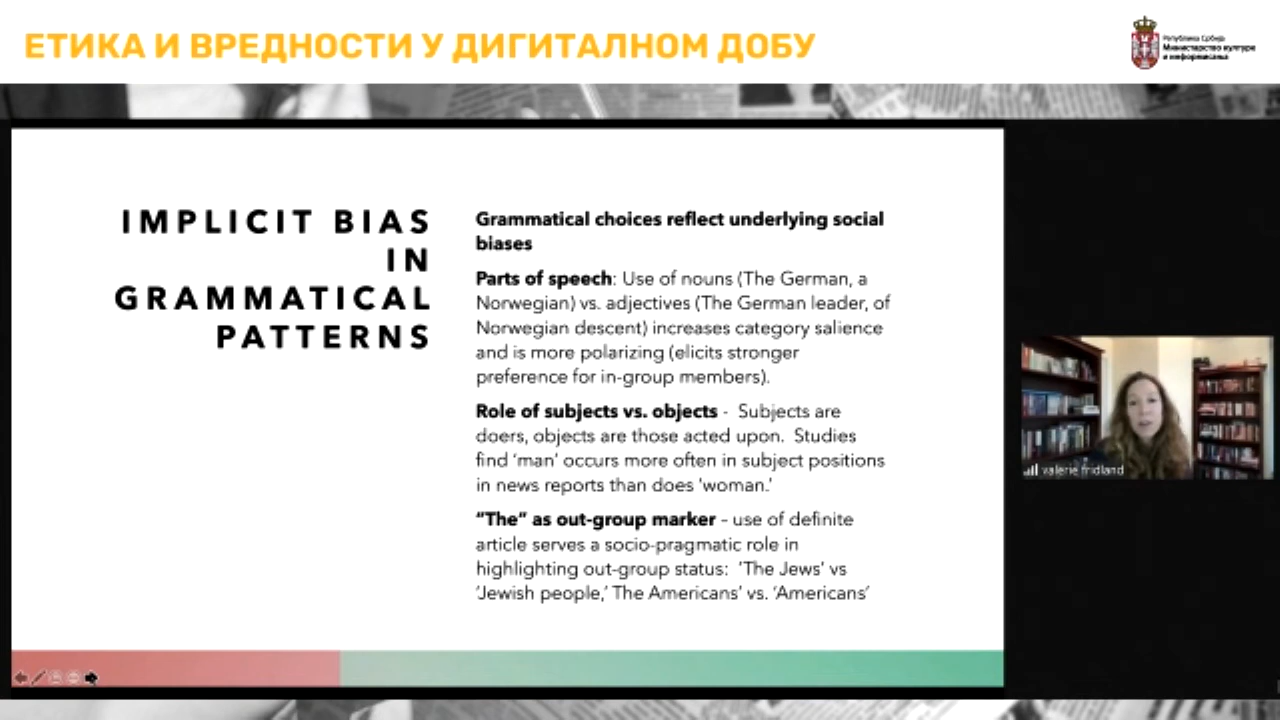 ЕТИКА И ВРЕДНОСТИ У ДИГИТАЛНОМ ДОБУ
Република Србија
Министарство културе
и информисања
IMPLICIT BIAS
IN
GRAMMATICAL
PATTERNS
Grammatical choices reflect underlying social
biases
Parts of speech: Use of nouns (The German, a
Norwegian) vs. adjectives (The German leader, of
Norwegian descent) increases category salience
and is more polarizing (elicits stronger
preference for in-group members).
Role of subjects vs. objects -  Subjects are
doers, objects are those acted upon.  Studies
find ‘man’ occurs more often in subject positions
in news reports than does ‘woman.’
“The” as out-group marker – use of definite
article serves a socio-pragmatic role in
highlighting out-group status:  ‘The Jews’ vs
‘Jewish people,’ The Americans’ vs. ‘Americans’
valerie fridland